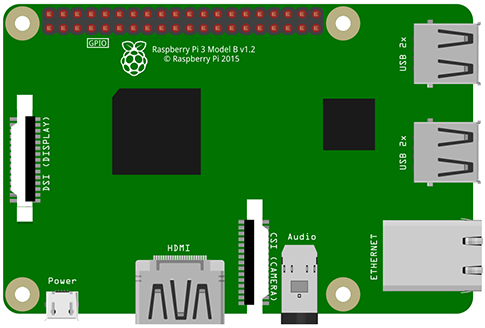 GPIO
Raspberry Pi 3 Model B v1.2
© Raspberry Pi 2015
USB 2x
DSI (DISPLAY)
USB 2x
Power
HDMI
CSI (CAMERA)
Audio
ETHERNET